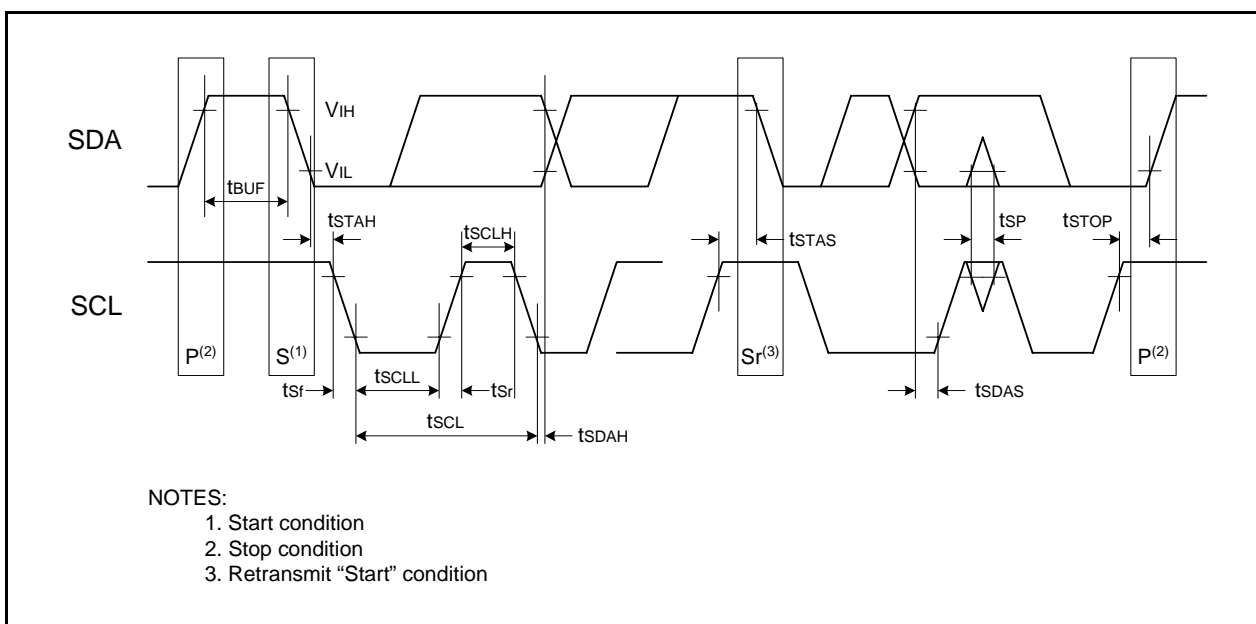 SDA
VIH
VIL
tBUF
tSTAH
tSCLH
tSTAS
tSP
tSTOP
SCL
P(2)
S(1)
Sr(3)
P(2)
tSf
tSCLL
tSr
tSCL
tSDAH
tSDAS
NOTES:
1. Start condition
2. Stop condition
3. Retransmit “Start” condition